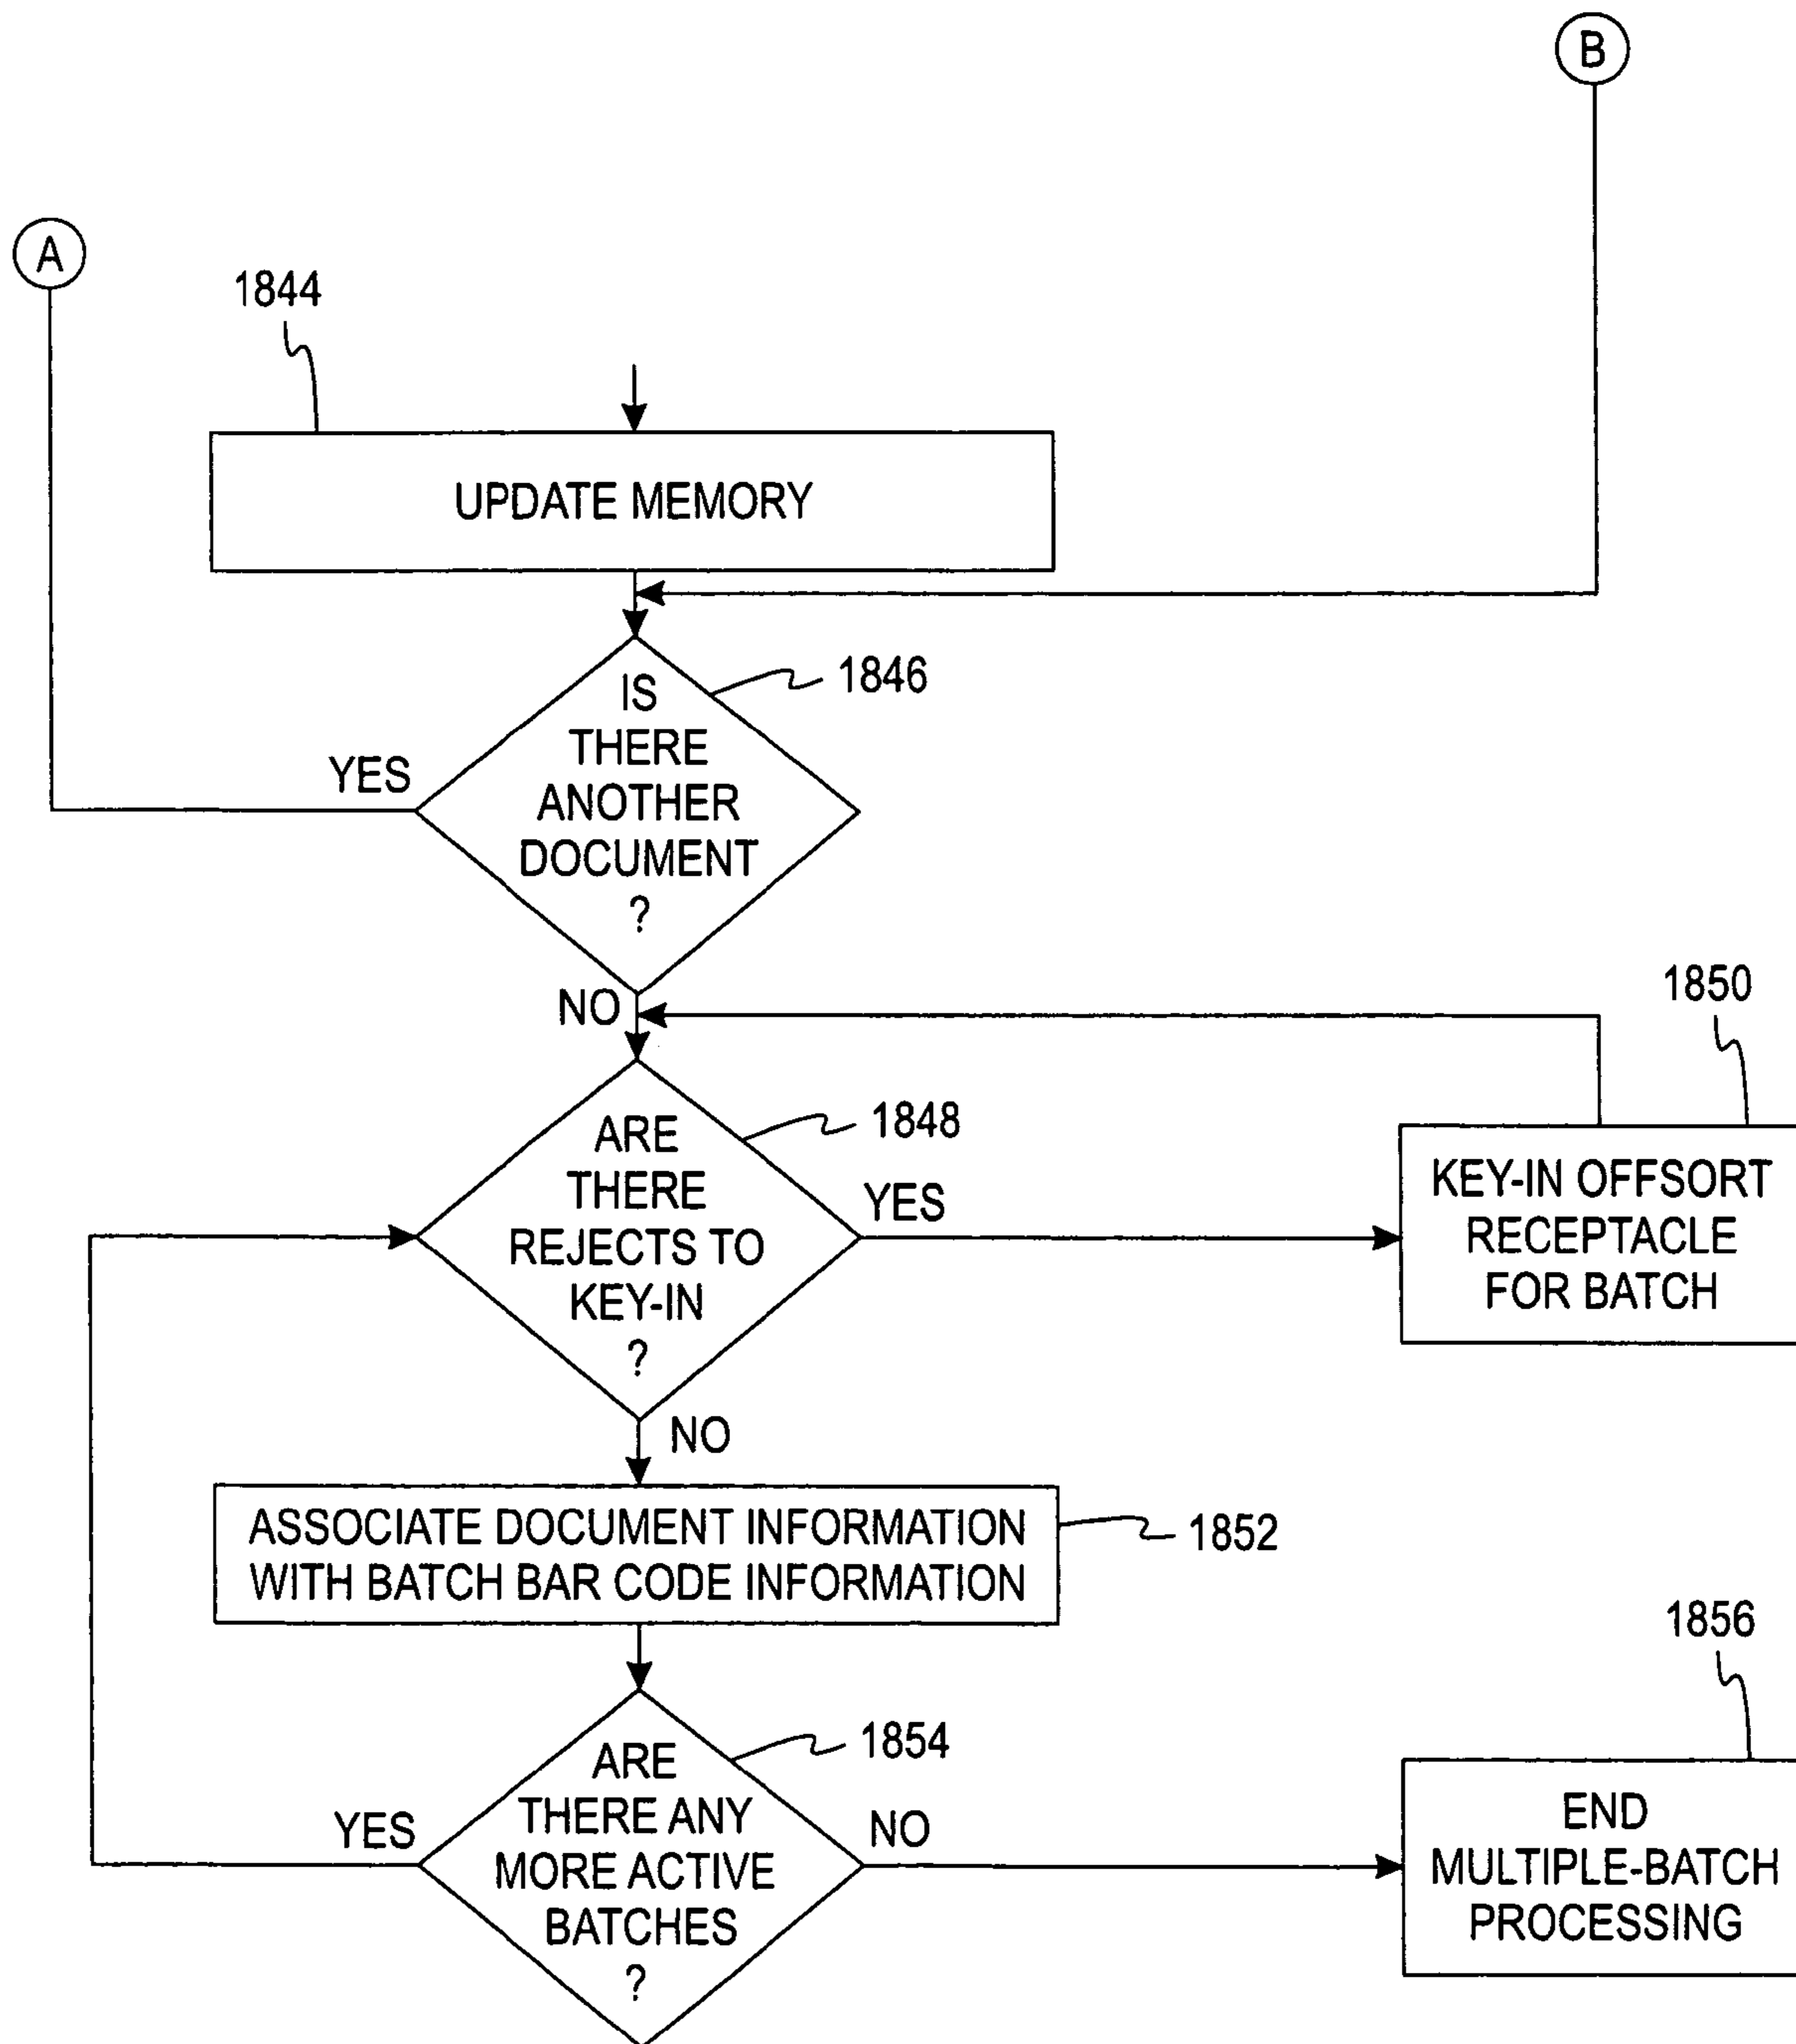 B
A
1844
UPDATE MEMORY
1846
IS
THERE
ANOTHER
DOCUMENT
?
YES
NO
1850
1848
ARE
THERE
REJECTS TO
KEY-IN
?
YES
KEY-IN OFFSORT
RECEPTACLE
FOR BATCH
NO
ASSOCIATE DOCUMENT INFORMATION
WITH BATCH BAR CODE INFORMATION
1852
1856
1854
ARE
THERE ANY
MORE ACTIVE
BATCHES
?
YES
NO
END
MULTIPLE-BATCH
PROCESSING